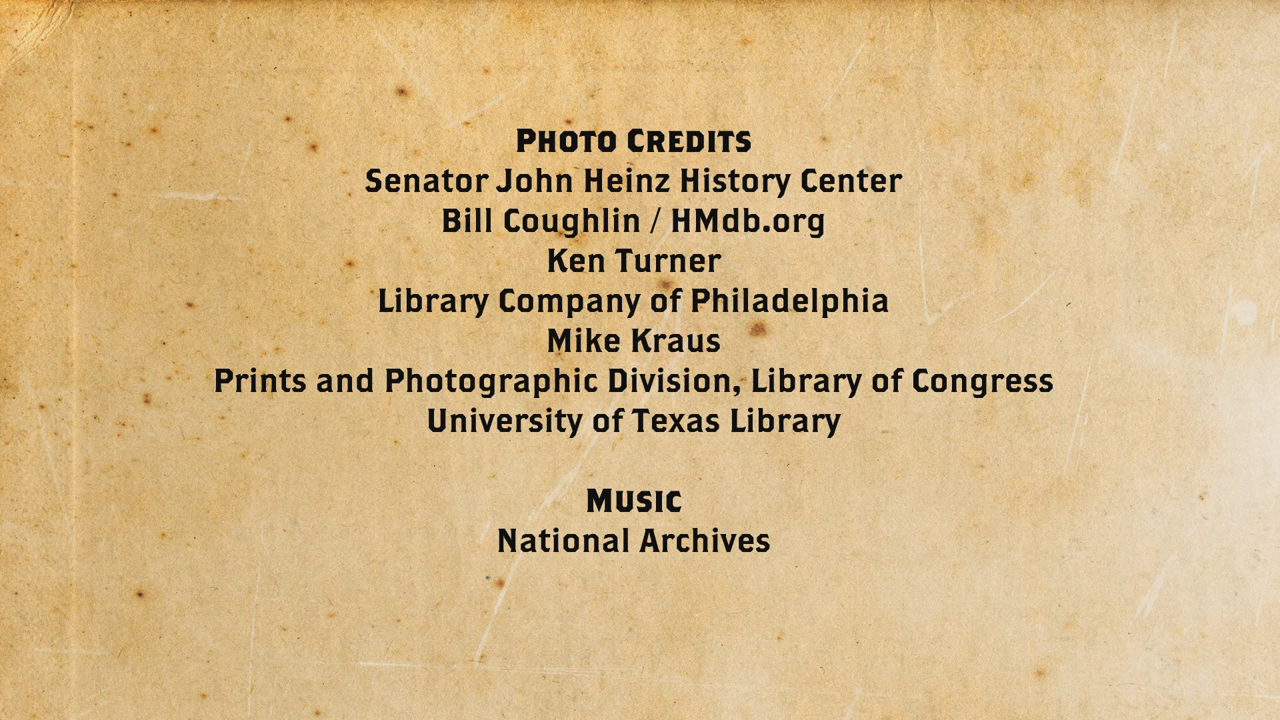 Photo Credits
Senator John Heinz History Center
Bill Coughlin / HMdb.org
Ken Turner
Library Company of Philadelphia
Mike Kraus
Prints and Photographic Division, Library of Congress
University of Texas Library
Music
National Archives